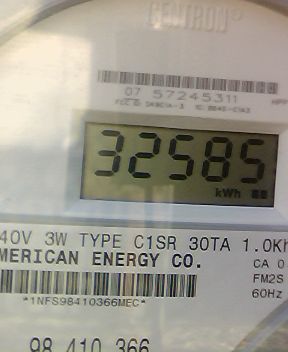 CENTRON®
07 57245311
32585
kWh
40V 3W TYPE C1SR 30TA 1.0Kh
MERICAN ENERGY CO.
CA 0
FM2S
*1NFS98410366MEC*
60Hz
98 410 366